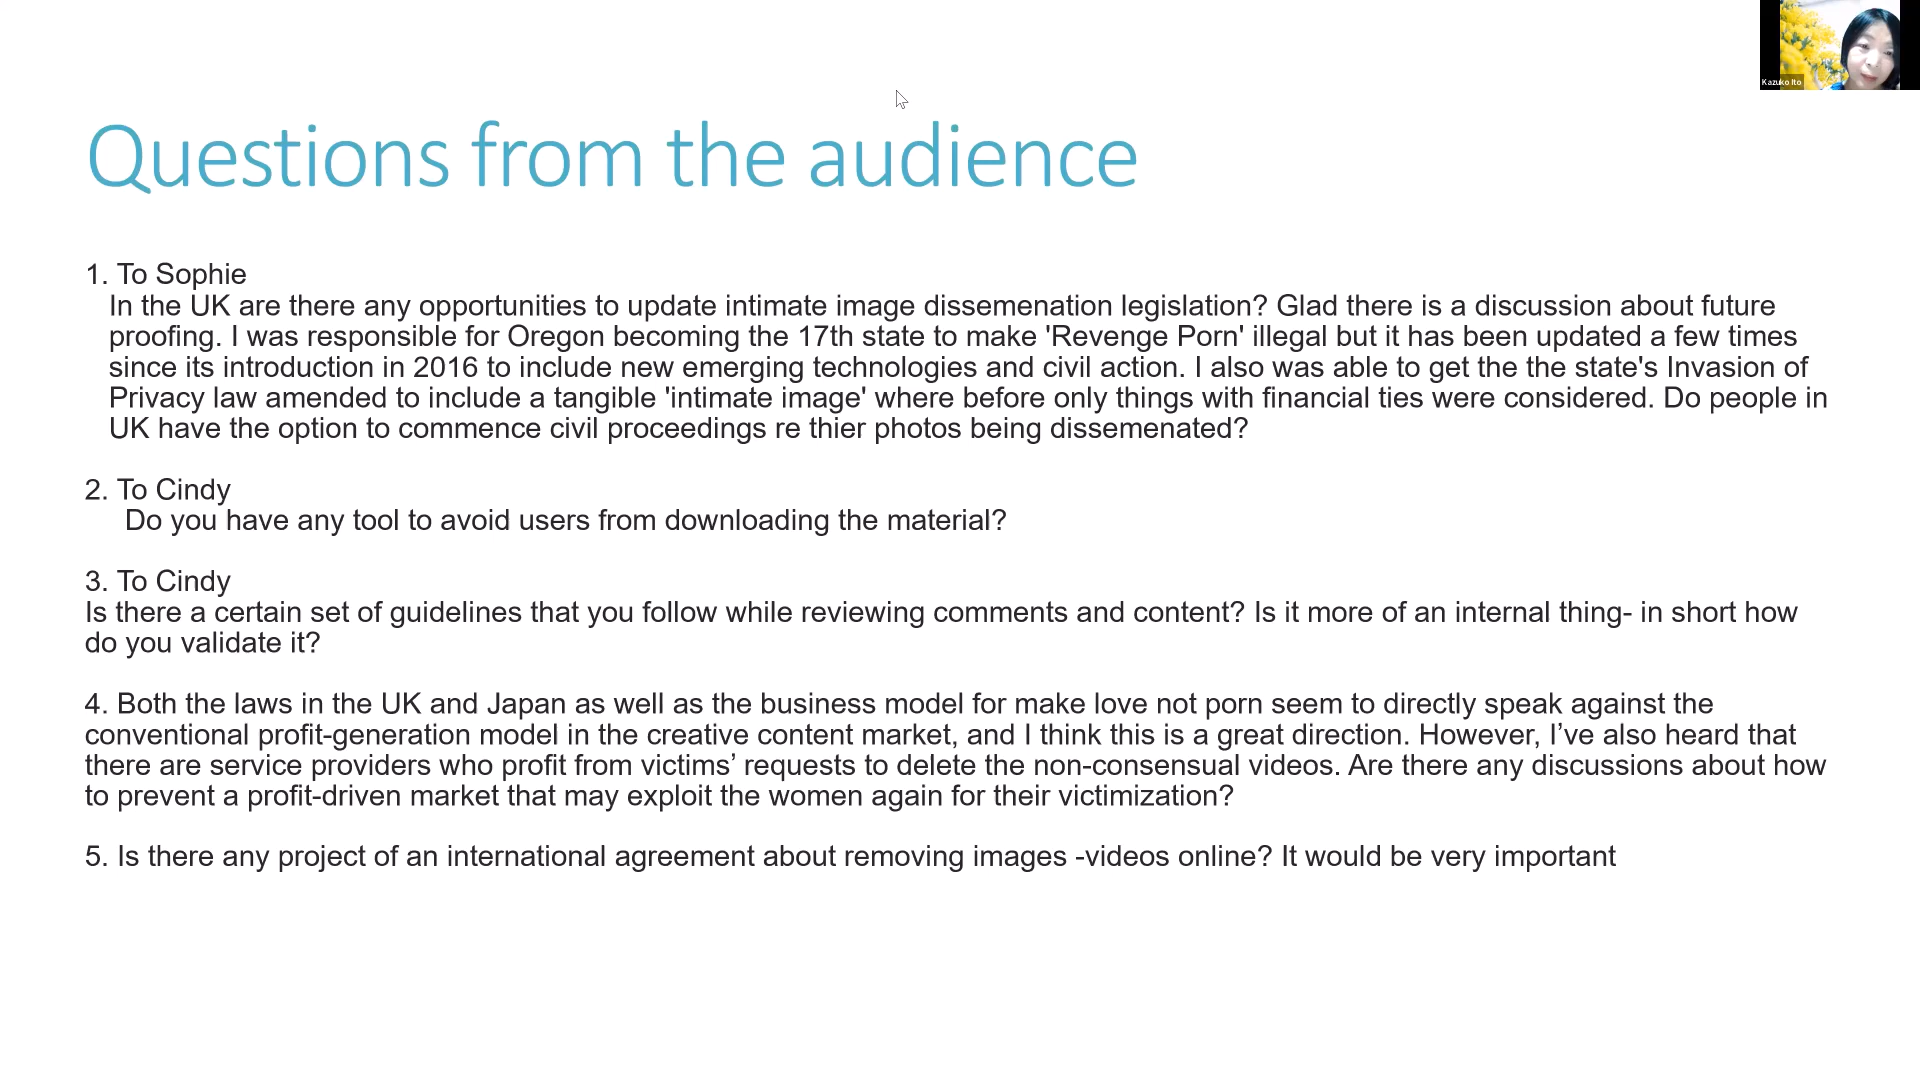 Kazuko Ito
Questions from the audience
1. To Sophie
In the UK are there any opportunities to update intimate image dissemenation legislation? Glad there is a discussion about future
proofing. I was responsible for Oregon becoming the 17th state to make 'Revenge Porn' illegal but it has been updated a few times
since its introduction in 2016 to include new emerging technologies and civil action. I also was able to get the the state's Invasion of
Privacy law amended to include a tangible 'intimate image' where before only things with financial ties were considered. Do people in
UK have the option to commence civil proceedings re thier photos being dissemenated?
2. To Cindy
Do you have any tool to avoid users from downloading the material?
3. To Cindy
Is there a certain set of guidelines that you follow while reviewing comments and content? Is it more of an internal thing- in short how
do you validate it?
4. Both the laws in the UK and Japan as well as the business model for make love not porn seem to directly speak against the
conventional profit-generation model in the creative content market, and I think this is a great direction. However, I’ve also heard that
there are service providers who profit from victims’ requests to delete the non-consensual videos. Are there any discussions about how
to prevent a profit-driven market that may exploit the women again for their victimization?
5. Is there any project of an international agreement about removing images -videos online? It would be very important